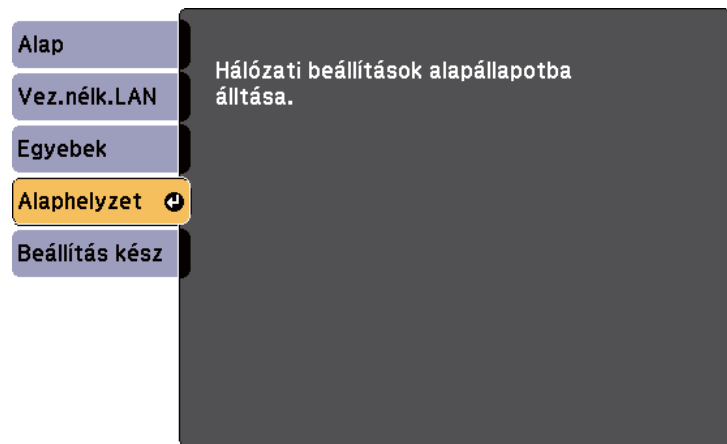 Alap
Vez.nélk.LAN
Egyebek
Alaphelyzet
Beállítás kész
Hálózati beállítások alapállapotba
álltása.